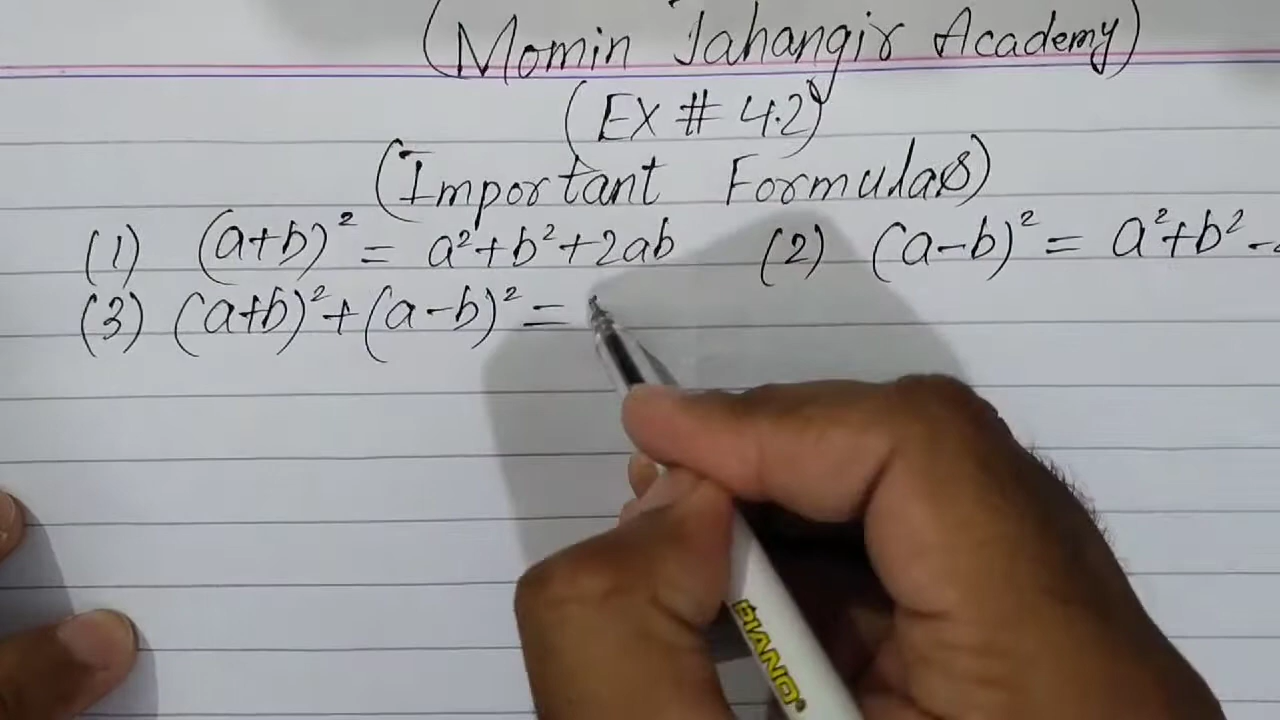 (Momin Jahangir Academy)
(EX # 4.2)
(Important Formulas)
(1) (a+b)² = a²+b²+2ab (2) (a-b)² = a²+b² -
(3) (a+b)²+(a-b)² =
PIANO